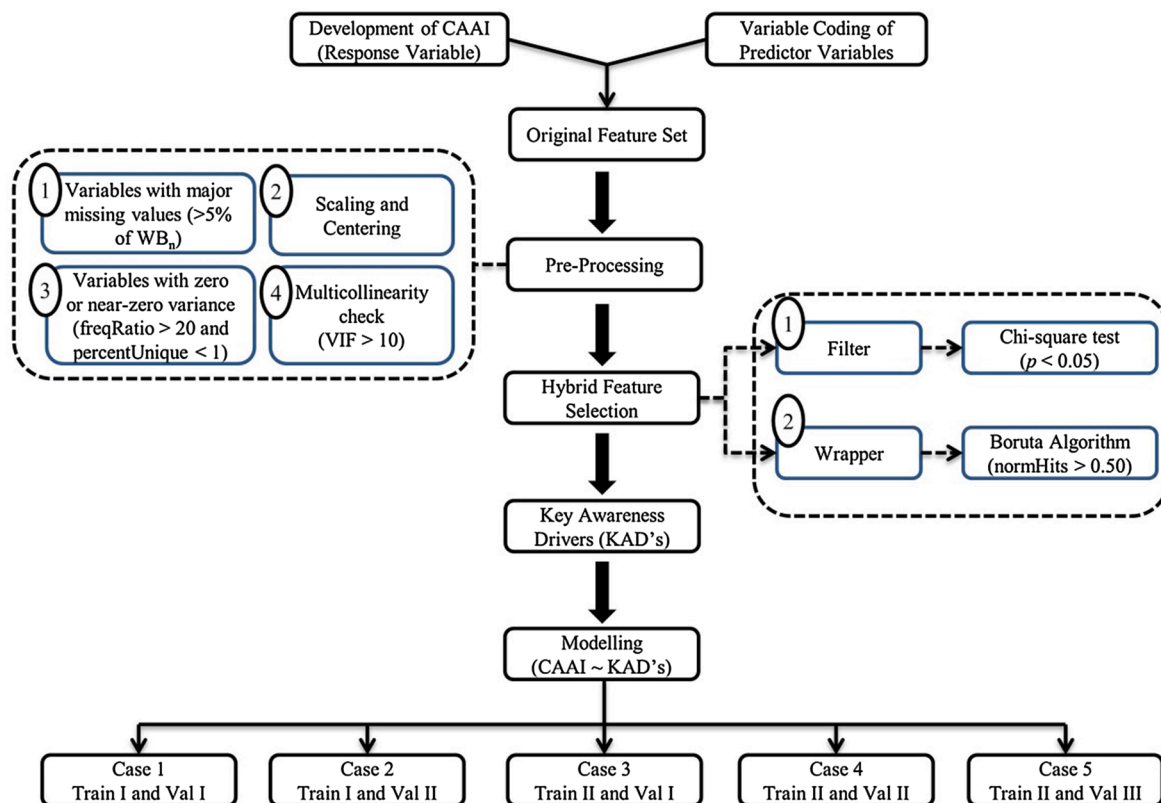 Development of CAAI
(Response Variable)
Variable Coding of
Predictor Variables
Original Feature Set
1
Variables with major
missing values (>5%
of WBn)
2
Scaling and
Centering
3
Variables with zero
or near-zero variance
(freqRatio > 20 and
percentUnique < 1)
4
Multicollinearity
check
(VIF > 10)
Pre-Processing
Hybrid Feature
Selection
1
Filter
Chi-square test
(p < 0.05)
2
Wrapper
Boruta Algorithm
(normHits > 0.50)
Key Awareness
Drivers (KAD's)
Modelling
(CAAI ~ KAD's)
Case 1
Train I and Val I
Case 2
Train I and Val II
Case 3
Train II and Val I
Case 4
Train II and Val II
Case 5
Train II and Val III